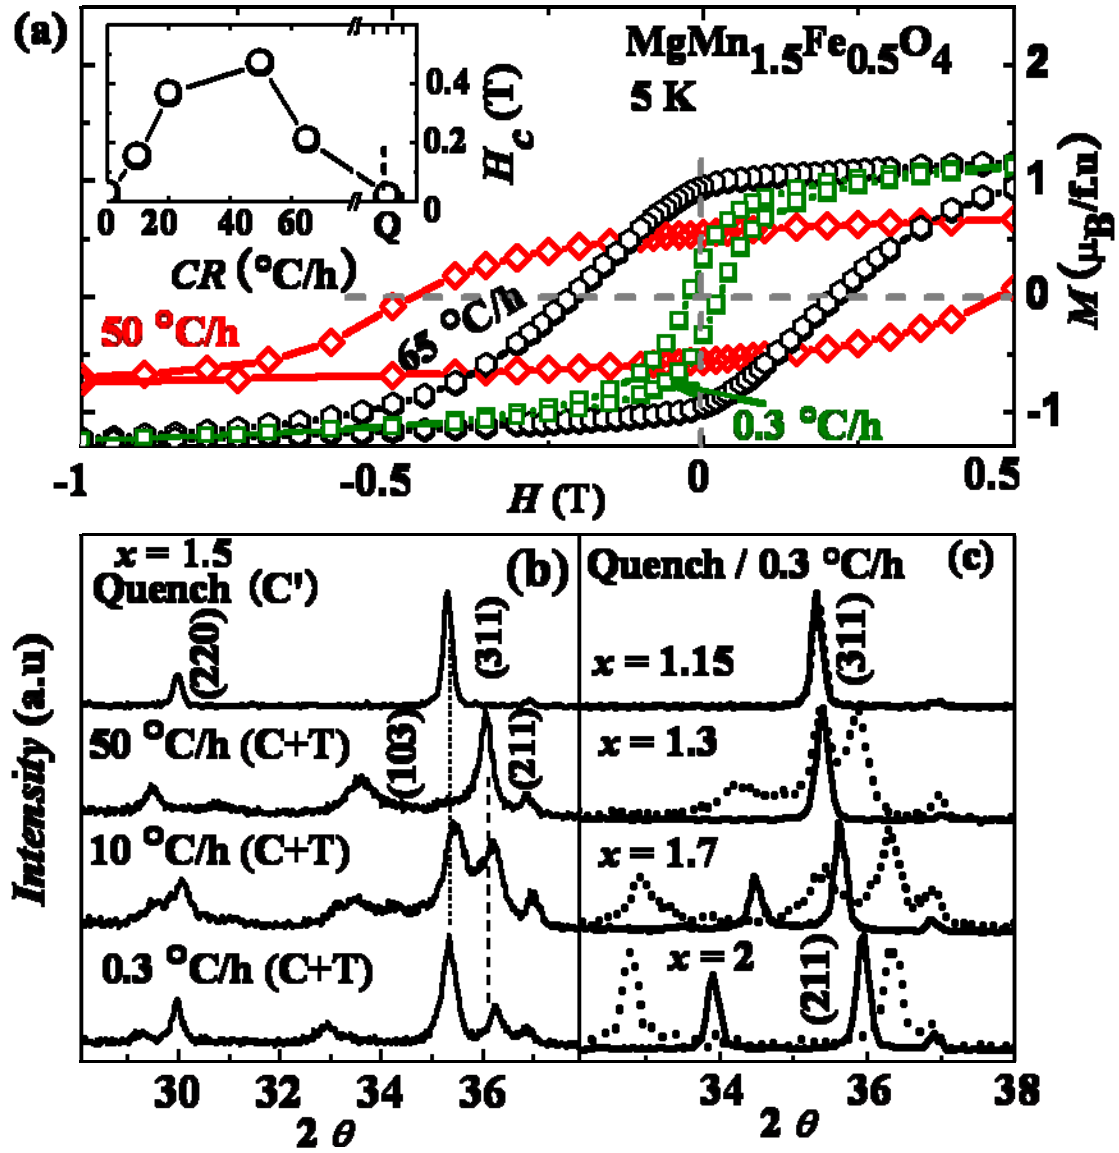 (a)
MgMn1.5Fe0.5O4
5 K
0.4
0.2
0
Hc (T)
0 20 40 60 Q
CR (°C/h)
50 °C/h
65 °C/h
0.3 °C/h
2
1
0
-1
M (μB/f.u)
-1 -0.5 0 0.5
H (T)
x = 1.5
Quench (C')
(b)
(220)
(311)
50 °C/h (C+T)
(103)
(211)
10 °C/h (C+T)
0.3 °C/h (C+T)
Intensity (a.u)
30 32 34 36
2 θ
Quench / 0.3 °C/h
(c)
x = 1.15
(311)
x = 1.3
x = 1.7
x = 2
(211)
34 36 38
2 θ